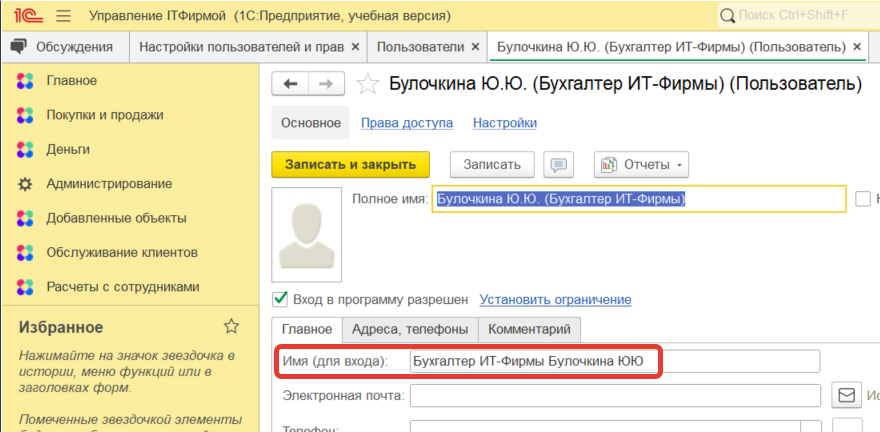 1С Управление ITФирмой (1С:Предприятие, учебная версия) Поиск Ctrl+Shift+F
Обсуждения Настройки пользователей и прав × Пользователи × Булочкина Ю.Ю. (Бухгалтер ИТ-Фирмы) (Пользователь) ×
Главное
Покупки и продажи
Деньги
Администрирование
Добавленные объекты
Обслуживание клиентов
Расчеты с сотрудниками
Избранное
Нажимайте на значок звездочка в
истории, меню функций или в
заголовках форм.
Помеченные звездочкой элементы
Булочкина Ю.Ю. (Бухгалтер ИТ-Фирмы) (Пользователь)
Основное Права доступа Настройки
Записать и закрыть Записать Отчеты
Полное имя: Булочкина Ю.Ю. (Бухгалтер ИТ-Фирмы)
Вход в программу разрешен Установить ограничение
Главное Адреса, телефоны Комментарий
Имя (для входа): Бухгалтер ИТ-Фирмы Булочкина ЮЮ
Электронная почта:
Телефон: